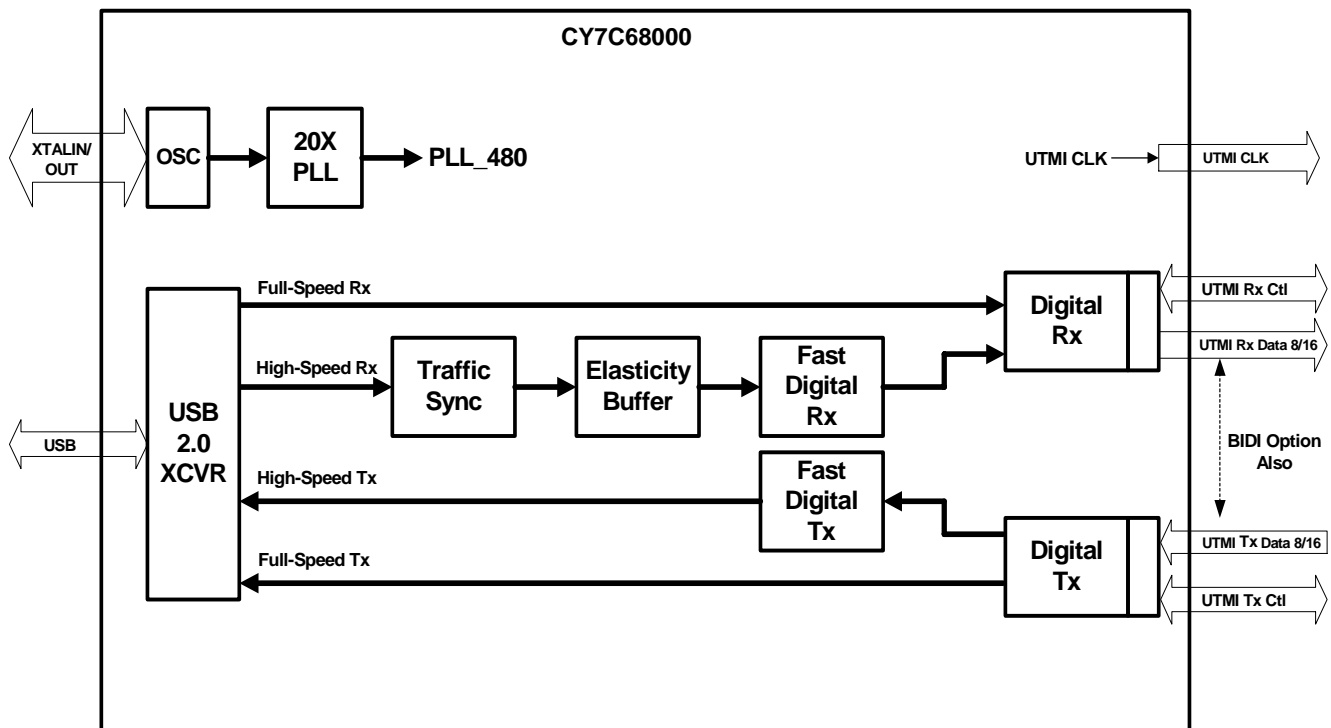 CY7C68000
XTALIN/
OUT
OSC
20X
PLL
PLL_480
UTMI CLK
UTMI CLK
Full-Speed Rx
Digital
Rx
UTMI Rx Ctl
UTMI Rx Data 8/16
High-Speed Rx
Traffic
Sync
Elasticity
Buffer
Fast
Digital
Rx
USB
USB
2.0
XCVR
BIDI Option
Also
High-Speed Tx
Fast
Digital
Tx
Full-Speed Tx
Digital
Tx
UTMI Tx Data 8/16
UTMI Tx Ctl